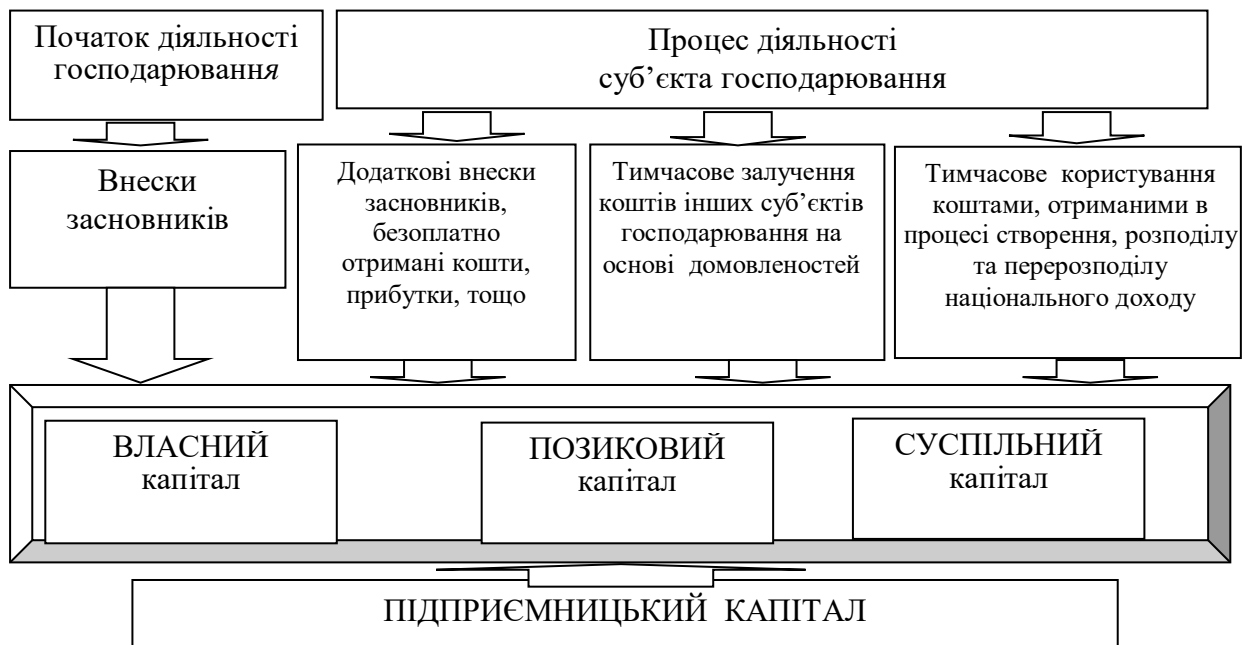 Початок діяльності
господарювання
Процес діяльності
суб’єкта господарювання
Внески
засновників
Додаткові внески
засновників,
безоплатно
отримані кошти,
прибутки, тощо
Тимчасове залучення
коштів інших суб’єктів
господарювання на
основі домовленостей
Тимчасове користування
коштами, отриманими в
процесі створення, розподілу
та перерозподілу
національного доходу
ВЛАСНИЙ
капітал
ПОЗИКОВИЙ
капітал
СУСПІЛЬНИЙ
капітал
ПІДПРИЄМНИЦЬКИЙ КАПІТАЛ